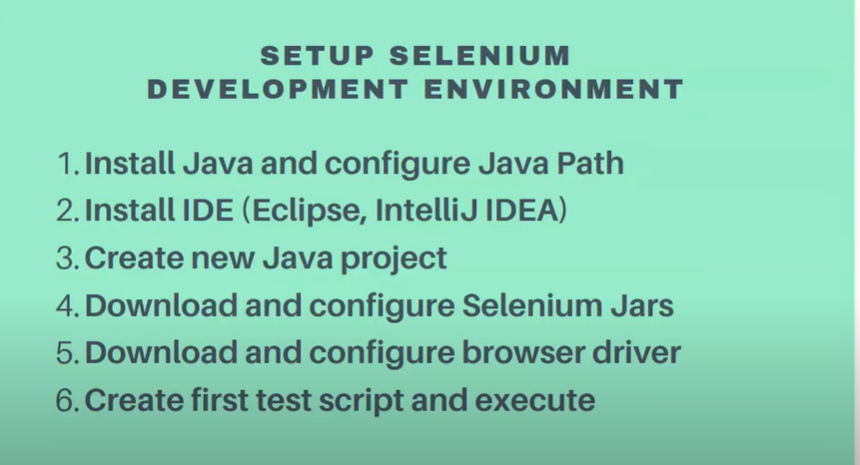 SETUP SELENIUM
DEVELOPMENT ENVIRONMENT
1. Install Java and configure Java Path
2. Install IDE (Eclipse, IntelliJ IDEA)
3. Create new Java project
4. Download and configure Selenium Jars
5. Download and configure browser driver
6. Create first test script and execute